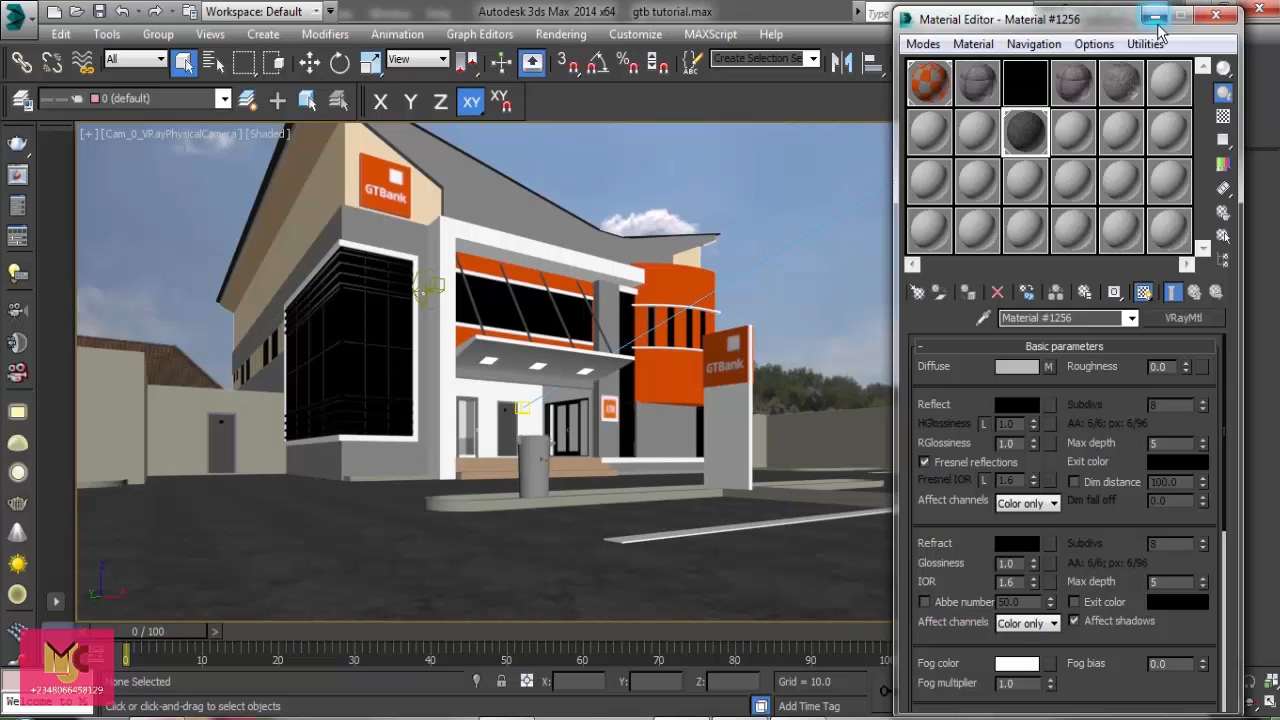 Workspace: Default
Autodesk 3ds Max 2014 x64
gtb tutorial.max
Edit
Tools
Group
Views
Create
Modifiers
Animation
Graph Editors
Rendering
Customize
MAXScript
Help
All
View
Create Selection Se
0 (default)
X
Y
Z
XY
XY
[+] [Cam_0_VRayPhysicalCamera] [Shaded]
GTBank
GTBank
0 / 100
0
10
20
30
40
50
60
70
80
90
None Selected
X:
Y:
Z:
Grid = 10.0
Welcome to M
Click or click-and-drag to select objects
Add Time Tag
+2348066458129
Material Editor - Material #1256
Modes
Material
Navigation
Options
Utilities
Material #1256
VRayMtl
Basic parameters
Diffuse
M
Roughness
0.0
Reflect
Subdivs
8
HGlossiness
L
1.0
AA: 6/6; px: 6/96
RGlossiness
1.0
Max depth
5
Fresnel reflections
Exit color
Fresnel IOR
L
1.6
Dim distance
100.0
Affect channels
Color only
Dim fall off
0.0
Refract
Subdivs
8
Glossiness
1.0
AA: 6/6; px: 6/96
IOR
1.6
Max depth
5
Abbe number
50.0
Exit color
Affect channels
Color only
Affect shadows
Fog color
Fog bias
0.0
Fog multiplier
1.0